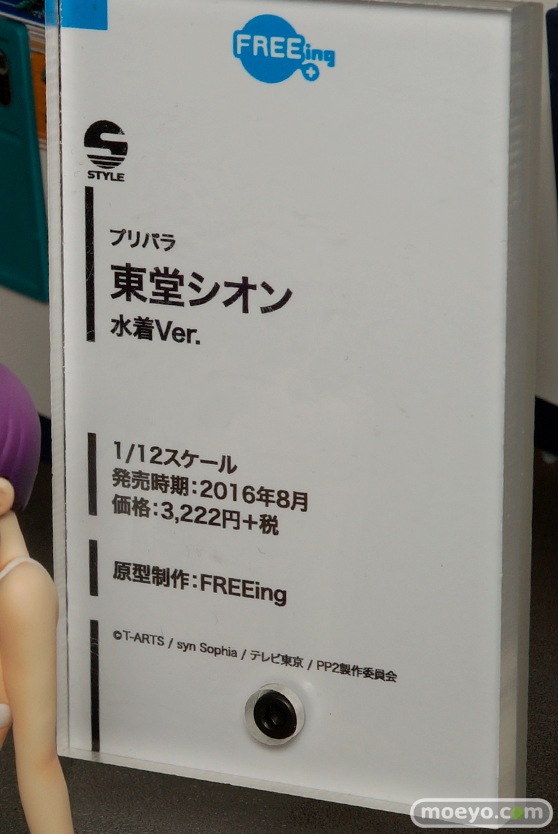 FREEing
S
STYLE
プリパラ
東堂シオン
水着Ver.
1/12スケール
発売時期：2016年8月
価格：3,222円+税
原型制作：FREEing
©T-ARTS / syn Sophia / テレビ東京 / PP2製作委員会
moeyo.com